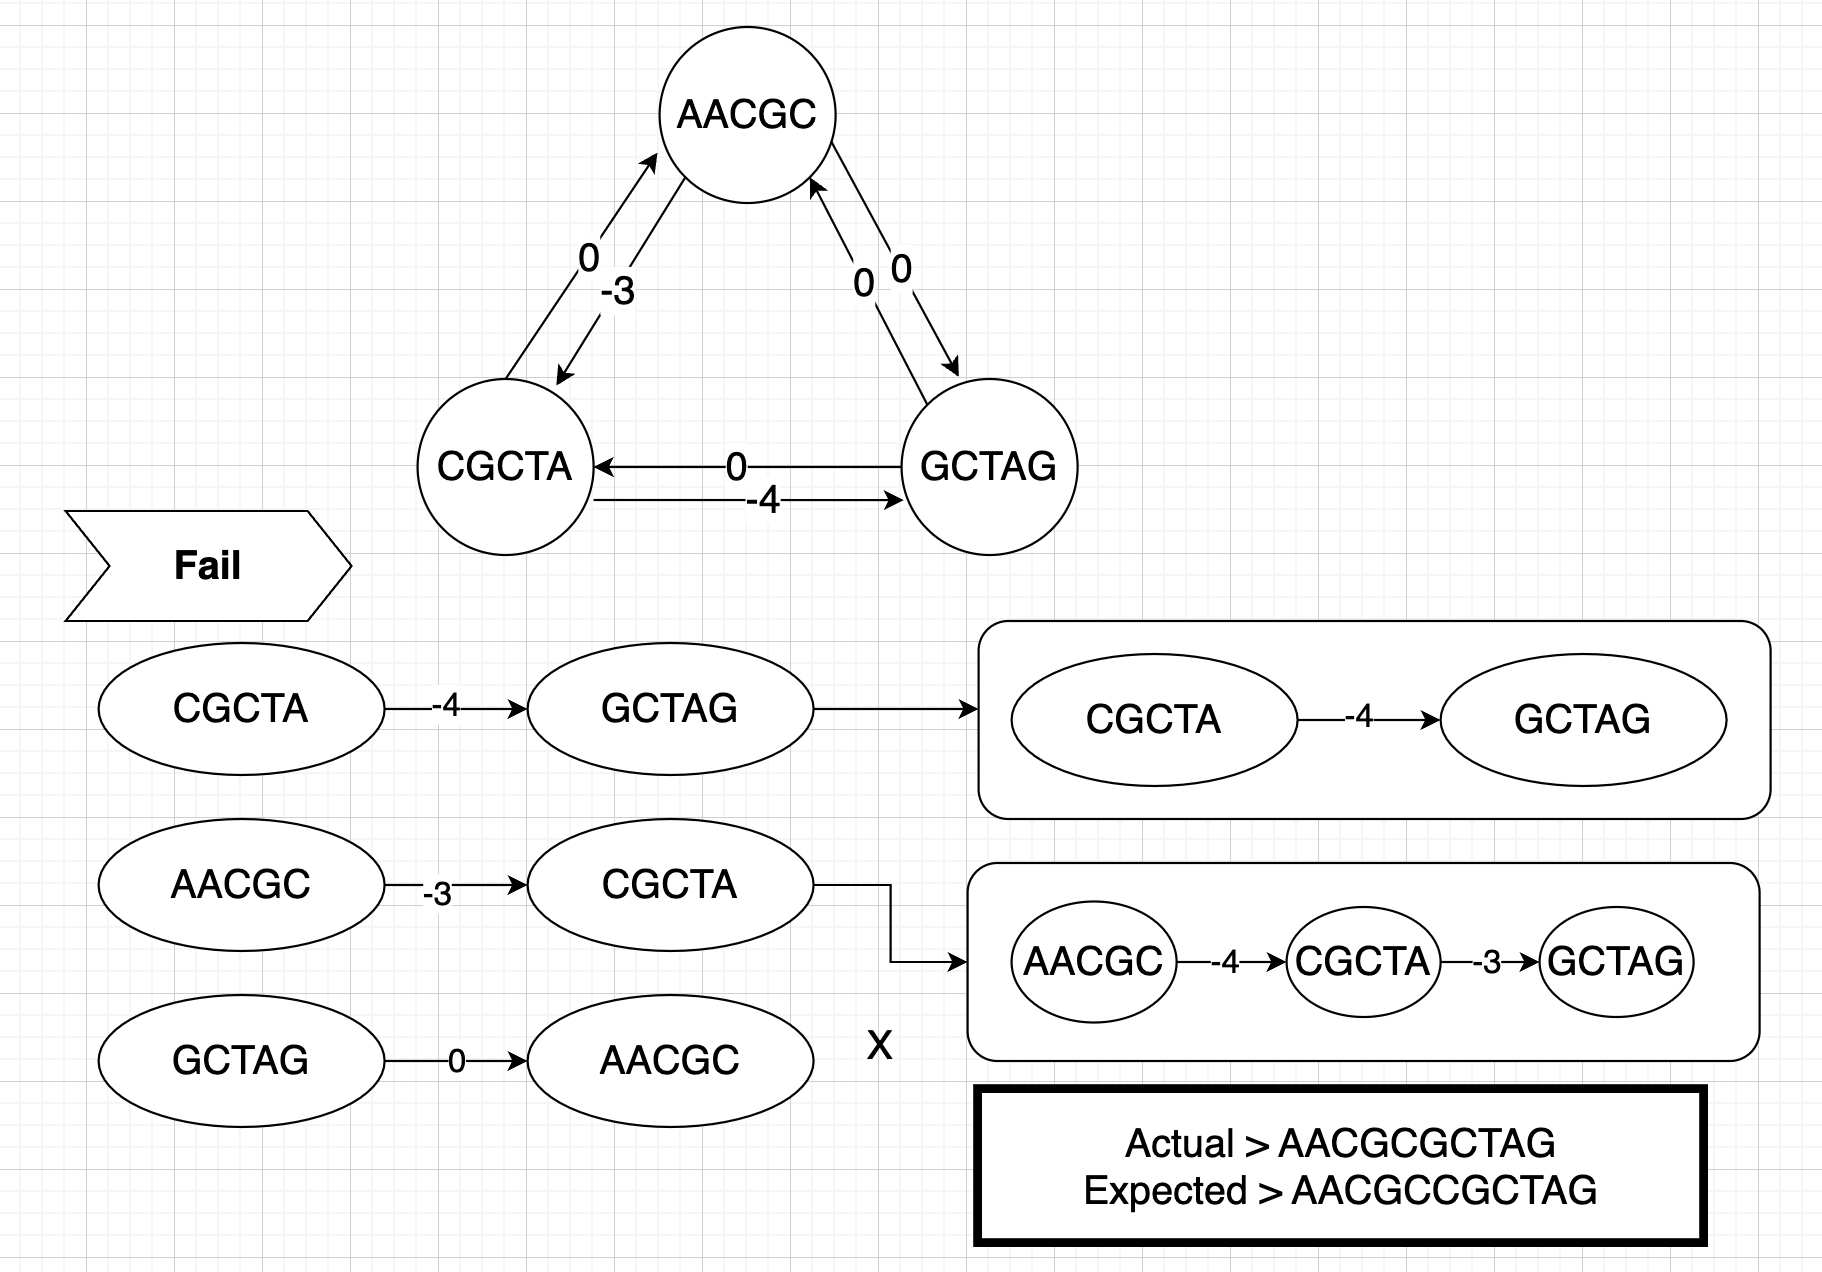 AACGC
0
-3
0
0
CGCTA
0
-4
GCTAG
Fail
CGCTA -4 GCTAG
CGCTA -4 GCTAG
AACGC -3 CGCTA
AACGC -4 CGCTA -3 GCTAG
GCTAG 0 AACGC
X
Actual > AACGCGCTAG
Expected > AACGCCGCTAG